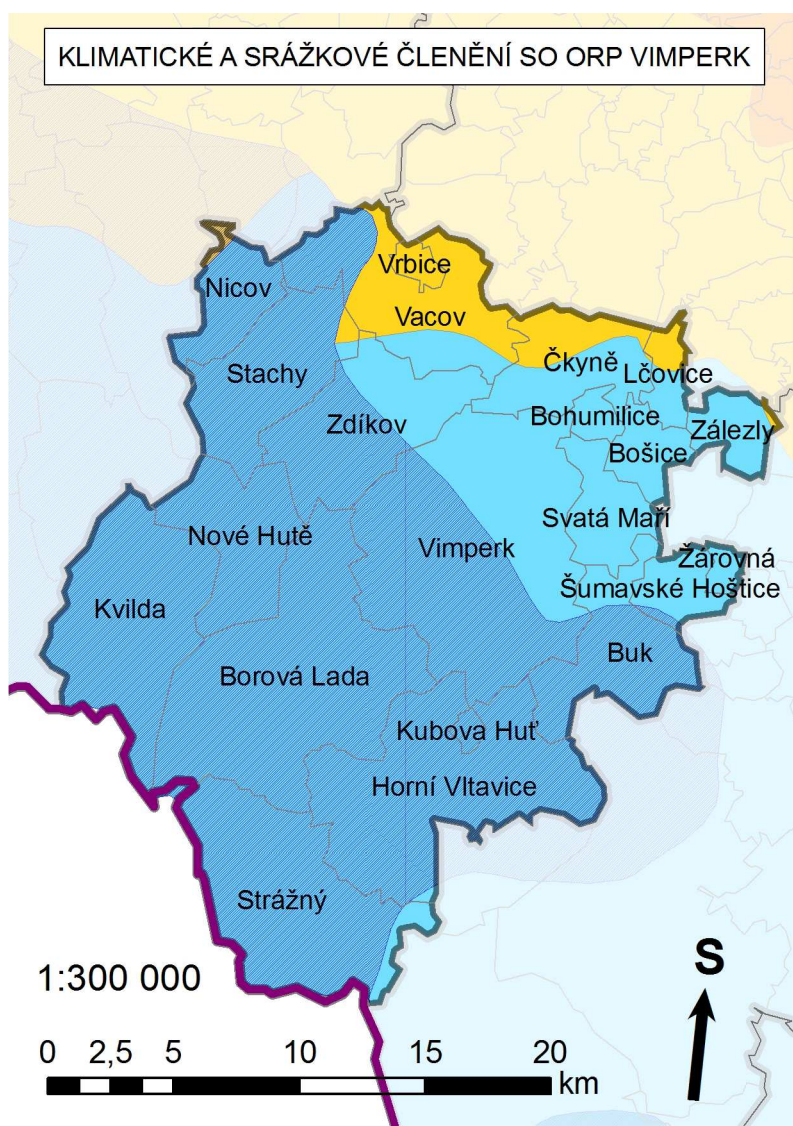 KLIMATICKÉ A SRÁŽKOVÉ ČLENĚNÍ SO ORP VIMPERK
Vrbice
Nicov
Vacov
Čkyně
Stachy
Lčovice
Zdíkov
Bohumilice
Zálezly
Bošice
Svatá Maří
Nové Hutě
Vimperk
Žárovná
Šumavské Hoštice
Kvilda
Buk
Borová Lada
Kubova Huť
Horní Vltavice
Strážný
S
1:300 000
0 2,5 5 10 15 20
km